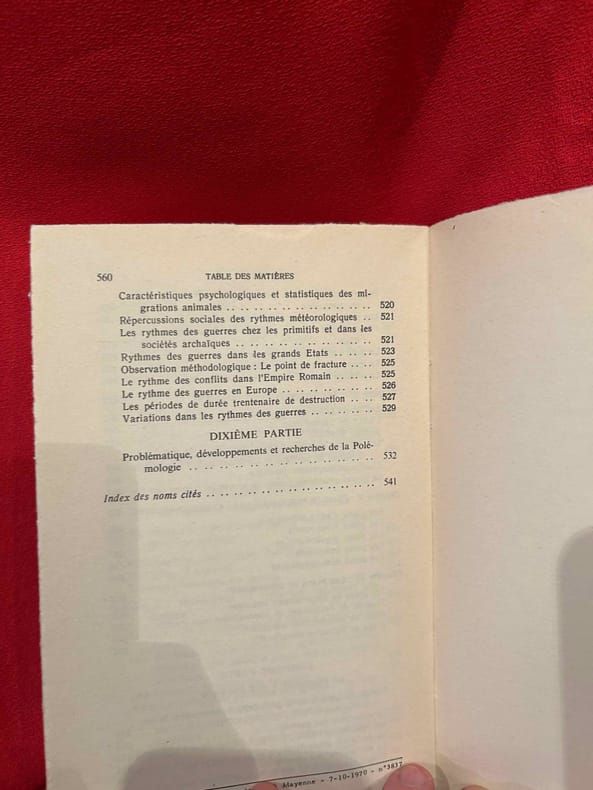 560 TABLE DES MATIÈRES
Caractéristiques psychologiques et statistiques des mi-
grations animales .. .. .. .. .. .. .. .. .. .. .. 520
Répercussions sociales des rythmes météorologiques .. 521
Les rythmes des guerres chez les primitifs et dans les
sociétés archaïques .. .. .. .. .. .. .. .. .. .. 521
Rythmes des guerres dans les grands Etats .. .. .. 523
Observation méthodologique : Le point de fracture .. .. 525
Le rythme des conflits dans l'Empire Romain .. .. .. 525
Le rythme des guerres en Europe .. .. .. .. .. .. .. 526
Les périodes de durée trentenaire de destruction .. .. 527
Variations dans les rythmes des guerres .. .. .. .. .. 529
DIXIÈME PARTIE
Problématique, développements et recherches de la Polé-
mologie .. .. .. .. .. .. .. .. .. .. .. .. .. .. 532
Index des noms cités .. .. .. .. .. .. .. .. .. .. .. .. 541
Mayenne - 7-10-1970 - n°3837